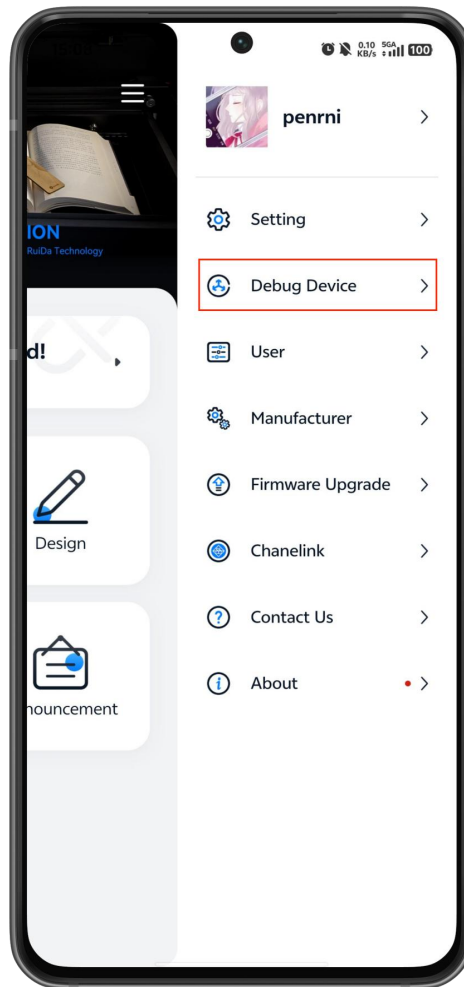 0.10 KB/s
5GA
100
penrni
ION
RuiDa Technology
Setting
Debug Device
d!
User
Manufacturer
Firmware Upgrade
Design
Chanelink
Contact Us
About
nouncement